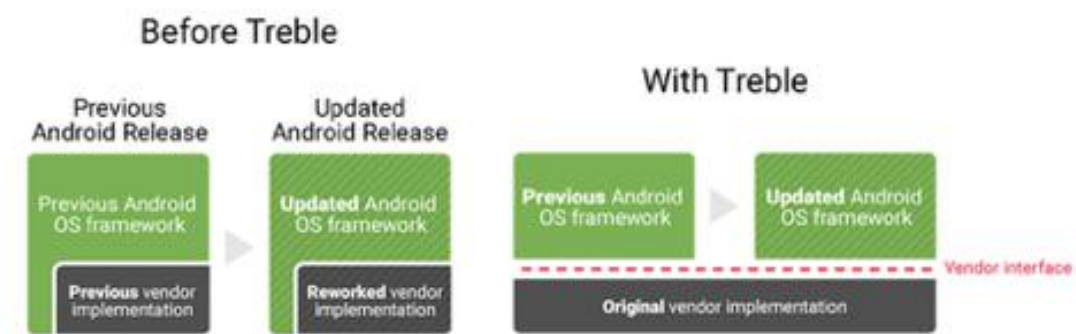 Before Treble
Previous
Android Release
Updated
Android Release
Previous Android
OS framework
Previous vendor
implementation
Updated Android
OS framework
Reworked vendor
implementation
With Treble
Previous Android
OS framework
Updated Android
OS framework
Vendor interface
Original vendor implementation